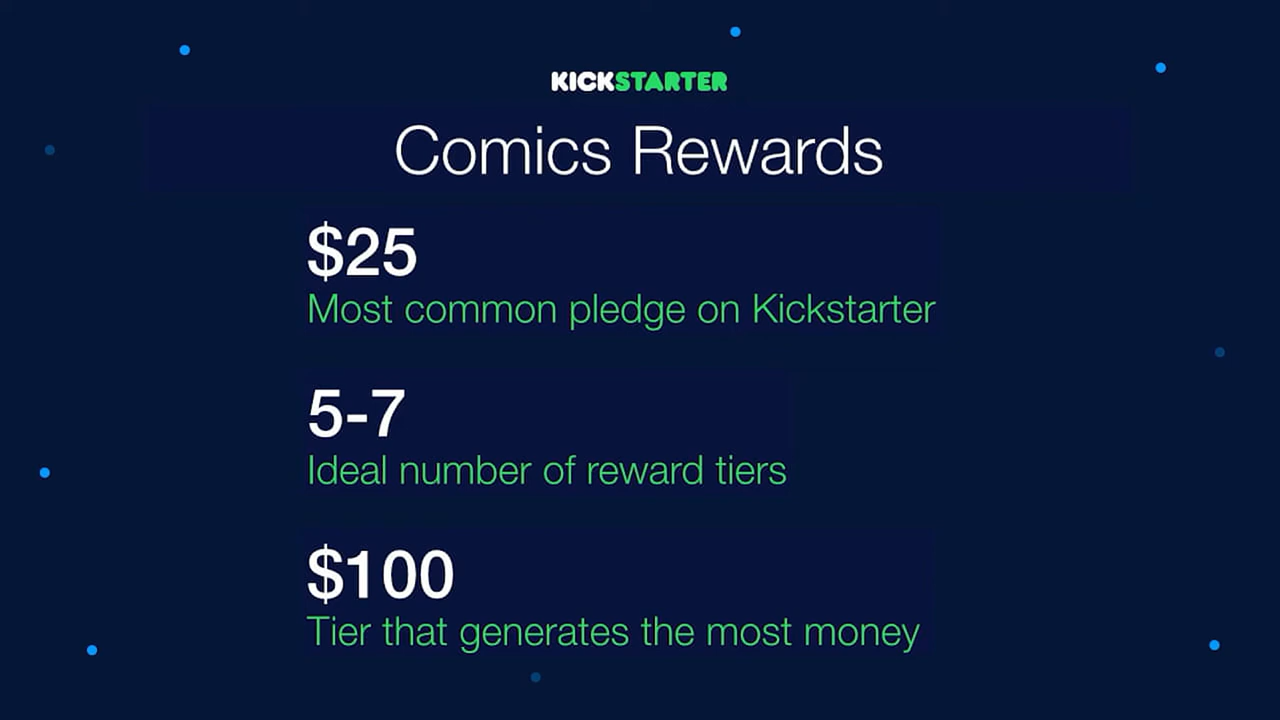 KICKSTARTER
Comics Rewards
$25
Most common pledge on Kickstarter
5-7
Ideal number of reward tiers
$100
Tier that generates the most money